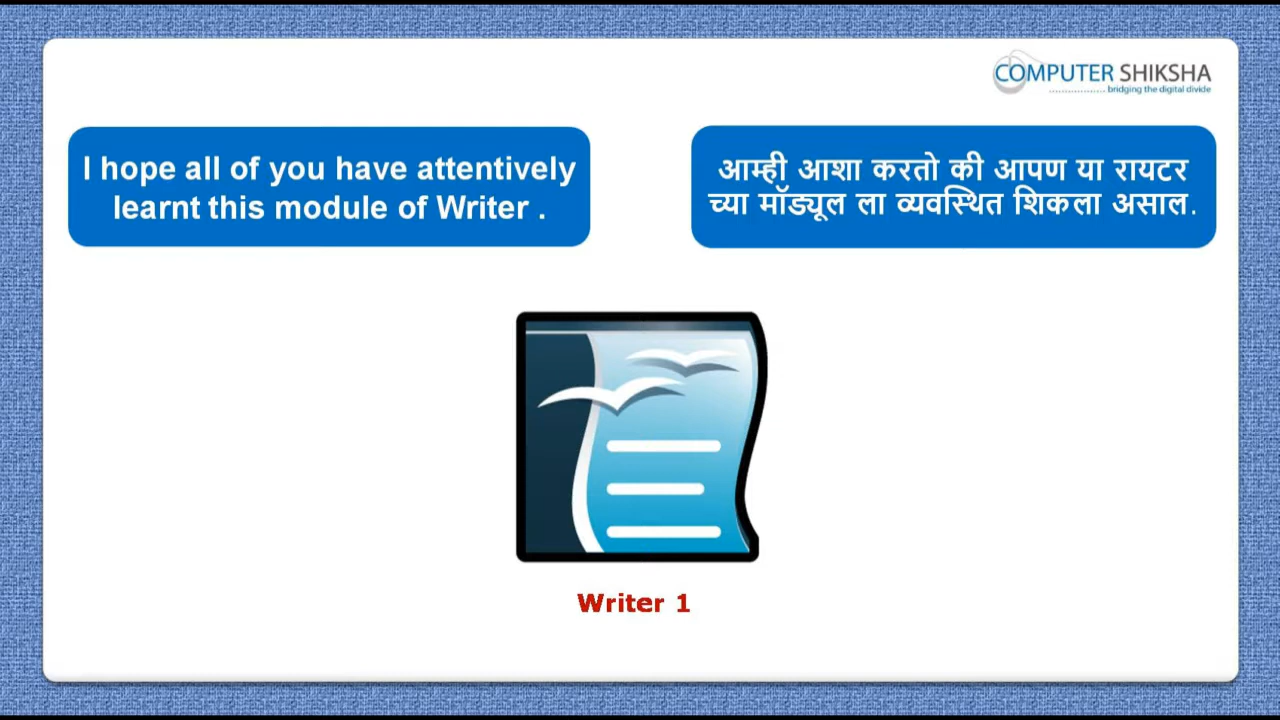 COMPUTER SHIKSHA
bridging the digital divide
I hope all of you have attentively
learnt this module of Writer .
आम्ही आशा करतो की आपण या रायटर
च्या मॉड्यूल ला व्यवस्थित शिकला असाल.
Writer 1